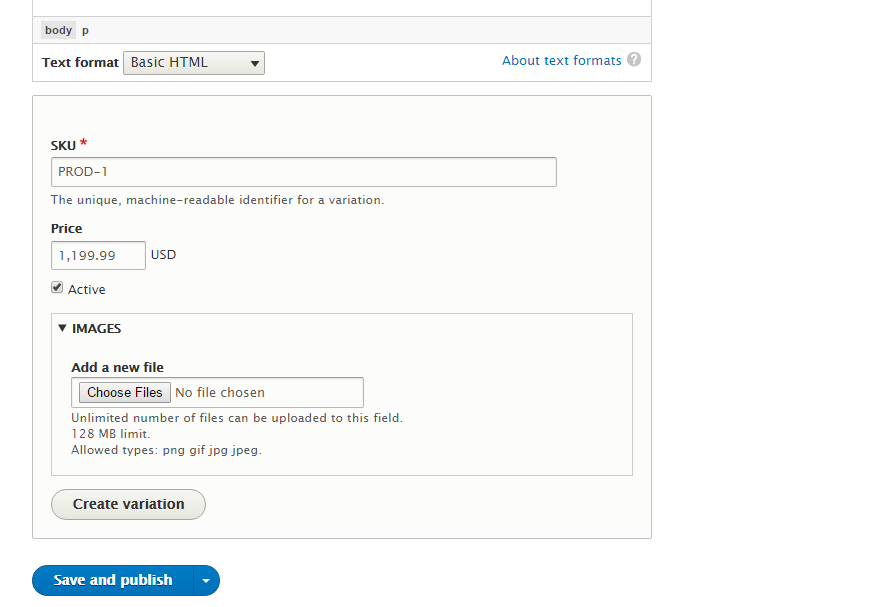 body p
Text format Basic HTML About text formats ?
SKU *
PROD-1
The unique, machine-readable identifier for a variation.
Price
1,199.99 USD
Active
IMAGES
Add a new file
Choose Files No file chosen
Unlimited number of files can be uploaded to this field.
128 MB limit.
Allowed types: png gif jpg jpeg.
Create variation
Save and publish